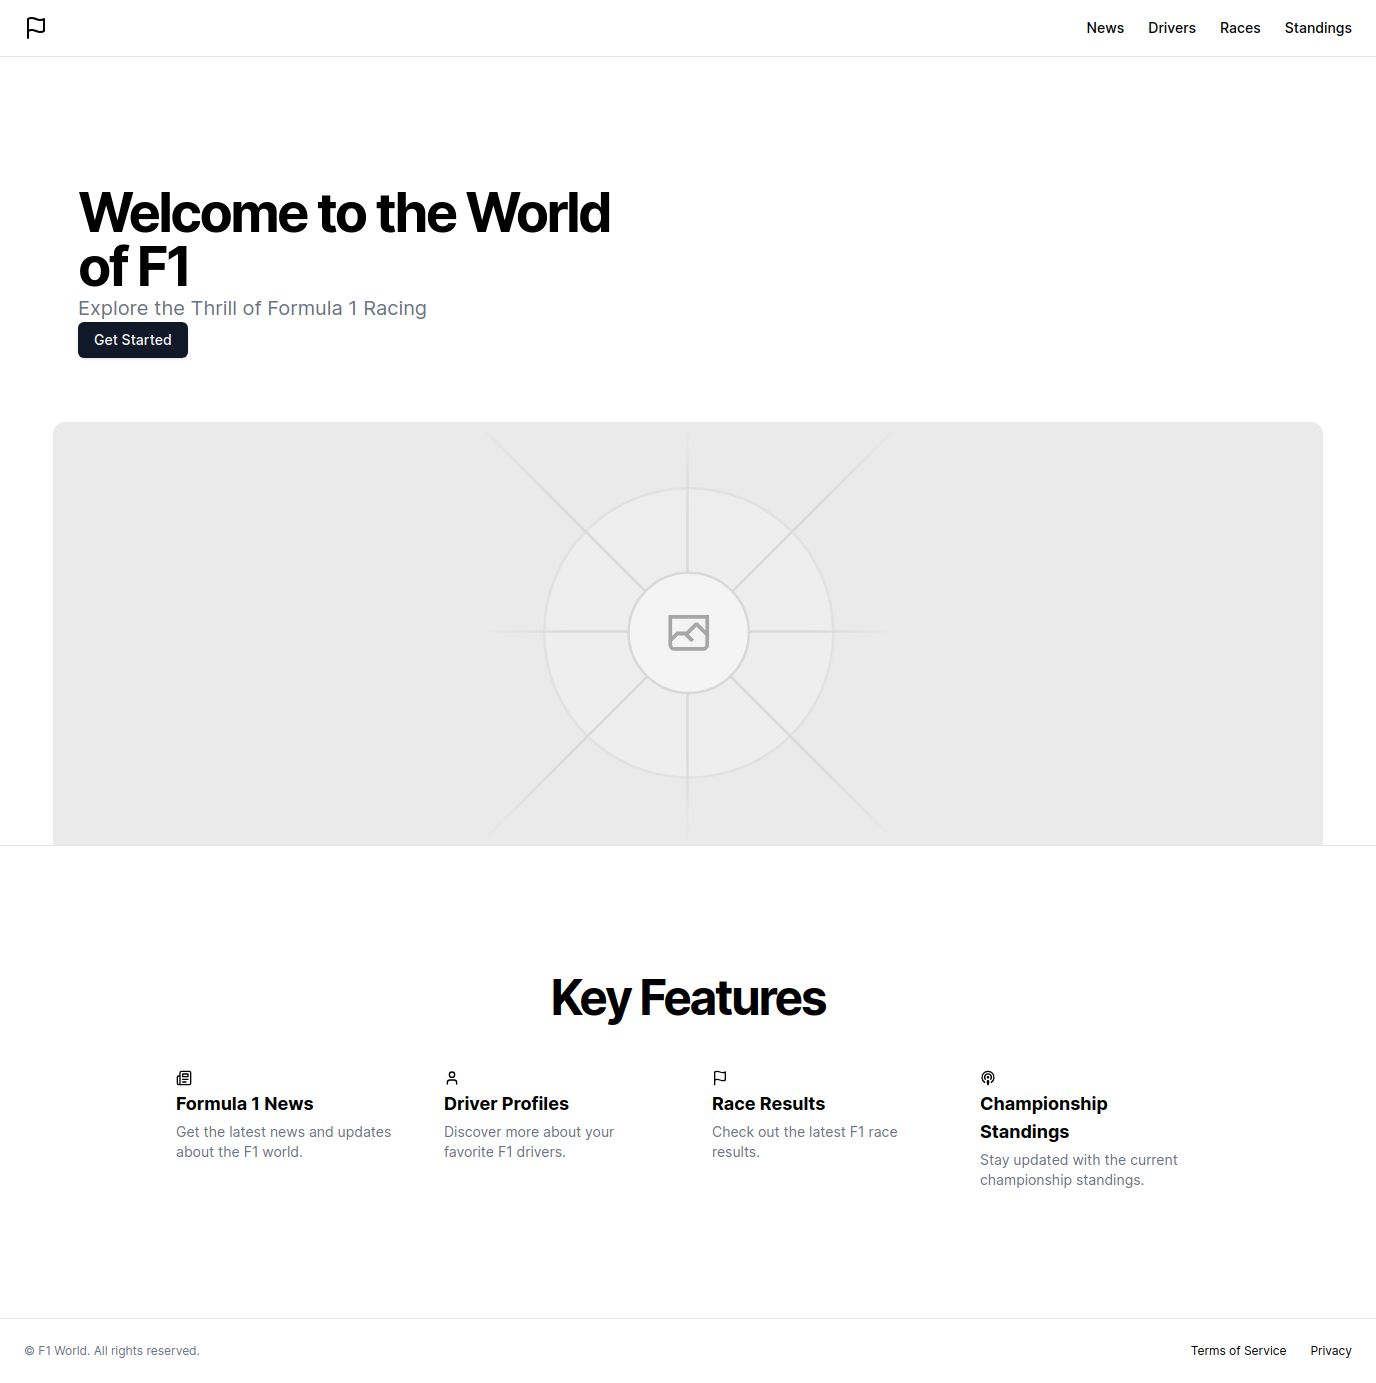 News Drivers Races Standings
Welcome to the World
of F1
Explore the Thrill of Formula 1 Racing
Get Started
Key Features
Formula 1 News
Get the latest news and updates
about the F1 world.
Driver Profiles
Discover more about your
favorite F1 drivers.
Race Results
Check out the latest F1 race
results.
Championship
Standings
Stay updated with the current
championship standings.
© F1 World. All rights reserved.
Terms of Service Privacy